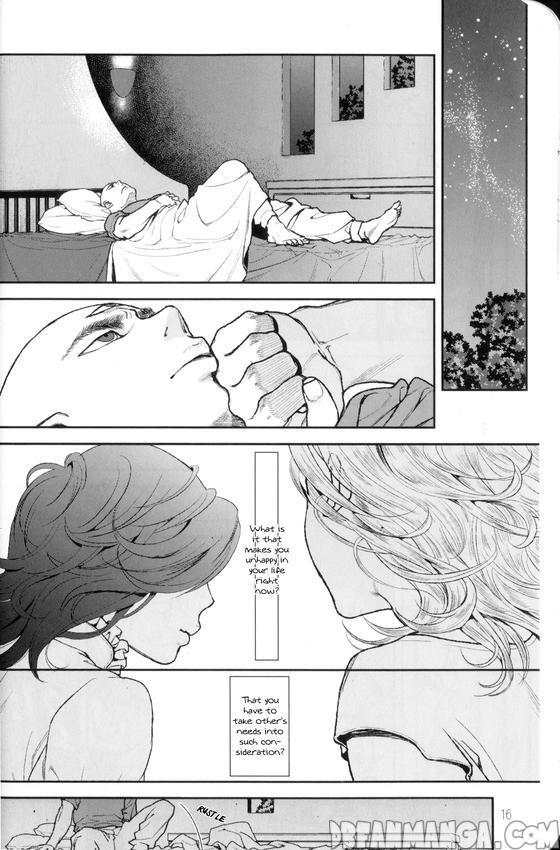 What is
it that
makes you
unhappy in
your life
right
now?
That you
have to
take other's
needs into
such con-
sideration?
RUSTLE
16
DREAMMANGA.COM